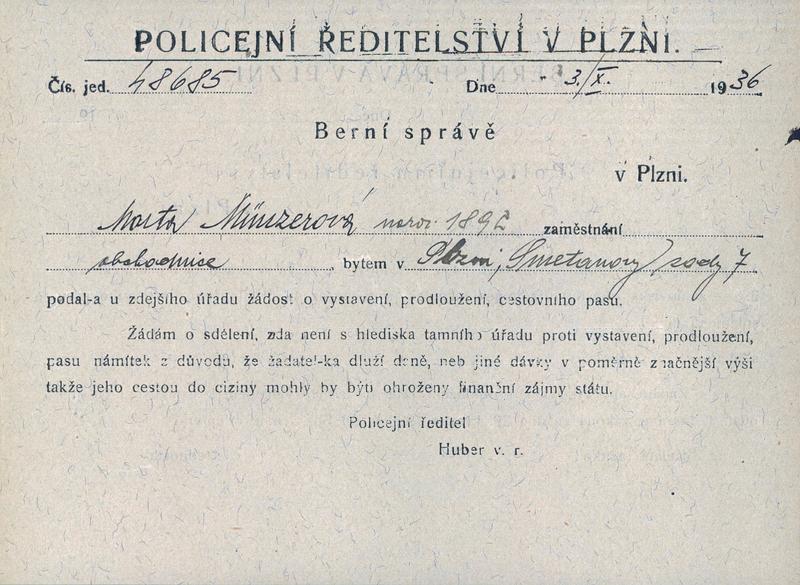 POLICEJNÍ ŘEDITELSTVÍ V PLZNI.
Čís. jed. 48685 Dne - 3./X. 1936
Berní správě
v Plzni.
Marta Münzerová naroz. 1892 zaměstnání
obchodnice, bytem v Plzni, Smetanovy sady 7
podal-a u zdejšího úřadu žádost o vystavení, prodloužení, cestovního pasu.
Žádám o sdělení, zda není s hlediska tamního úřadu proti vystavení, prodloužení,
pasu námitek z důvodu, že žadatel-ka dluží daně, neb jiné dávky v poměrně značnější výši
takže jeho cestou do ciziny mohly by býti ohroženy finanční zájmy státu.
Policejní ředitel
Huber v. r.